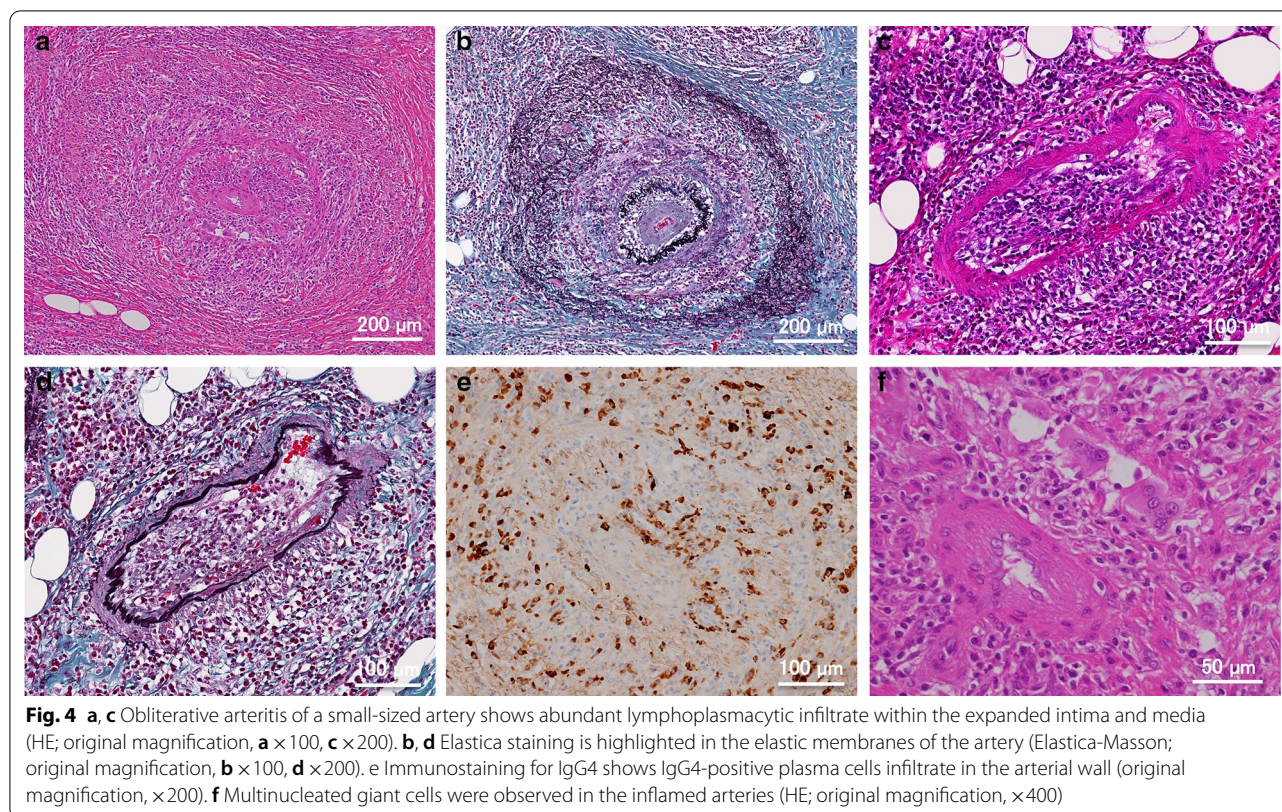 a
b
c
200 μm
200 μm
100 μm
d
e
f
100 μm
100 μm
50 μm
Fig. 4 a, c Obliterative arteritis of a small-sized artery shows abundant lymphoplasmacytic infiltrate within the expanded intima and media
(HE; original magnification, a × 100, c × 200). b, d Elastica staining is highlighted in the elastic membranes of the artery (Elastica-Masson;
original magnification, b × 100, d × 200). e Immunostaining for IgG4 shows IgG4-positive plasma cells infiltrate in the arterial wall (original
magnification, × 200). f Multinucleated giant cells were observed in the inflamed arteries (HE; original magnification, × 400)